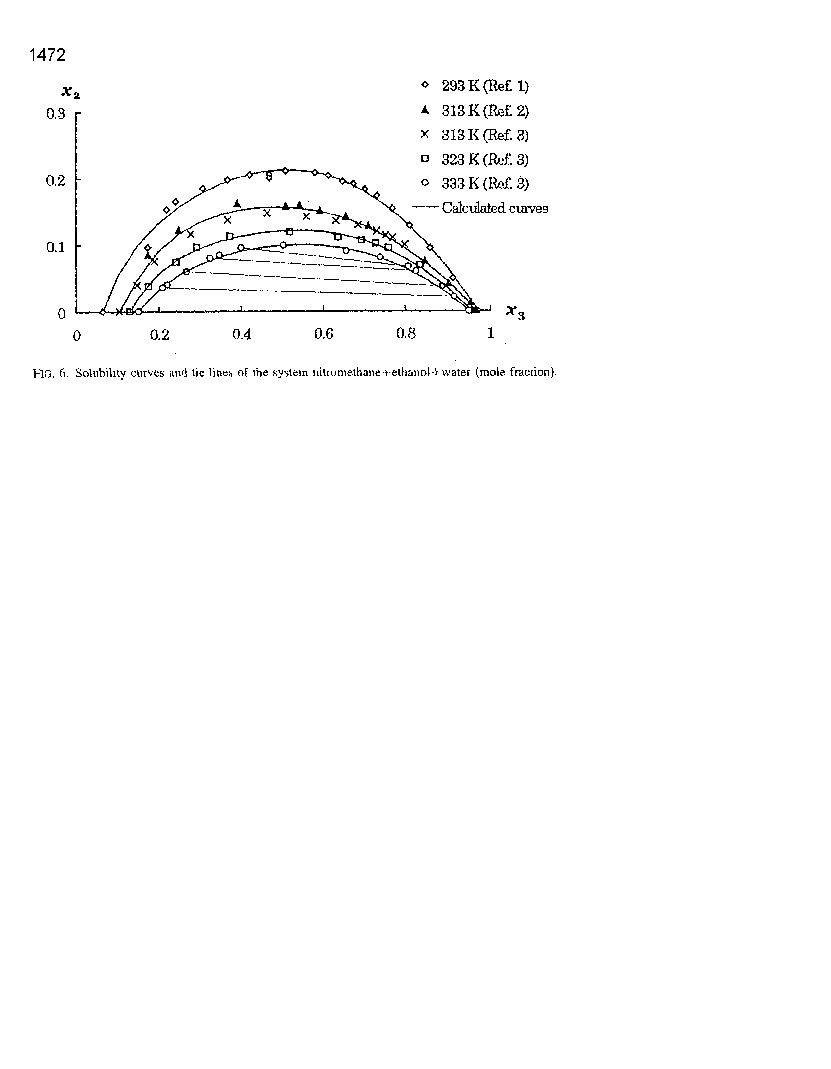 1472
x₂
0.3
0.2
0.1
0
0 0.2 0.4 0.6 0.8 1
x₃
293 K (Ref. 1)
313 K (Ref. 2)
313 K (Ref. 3)
323 K (Ref. 3)
333 K (Ref. 3)
Calculated curves
FIG. 6. Solubility curves and tie lines of the system nitromethane+ethanol+water (mole fraction).